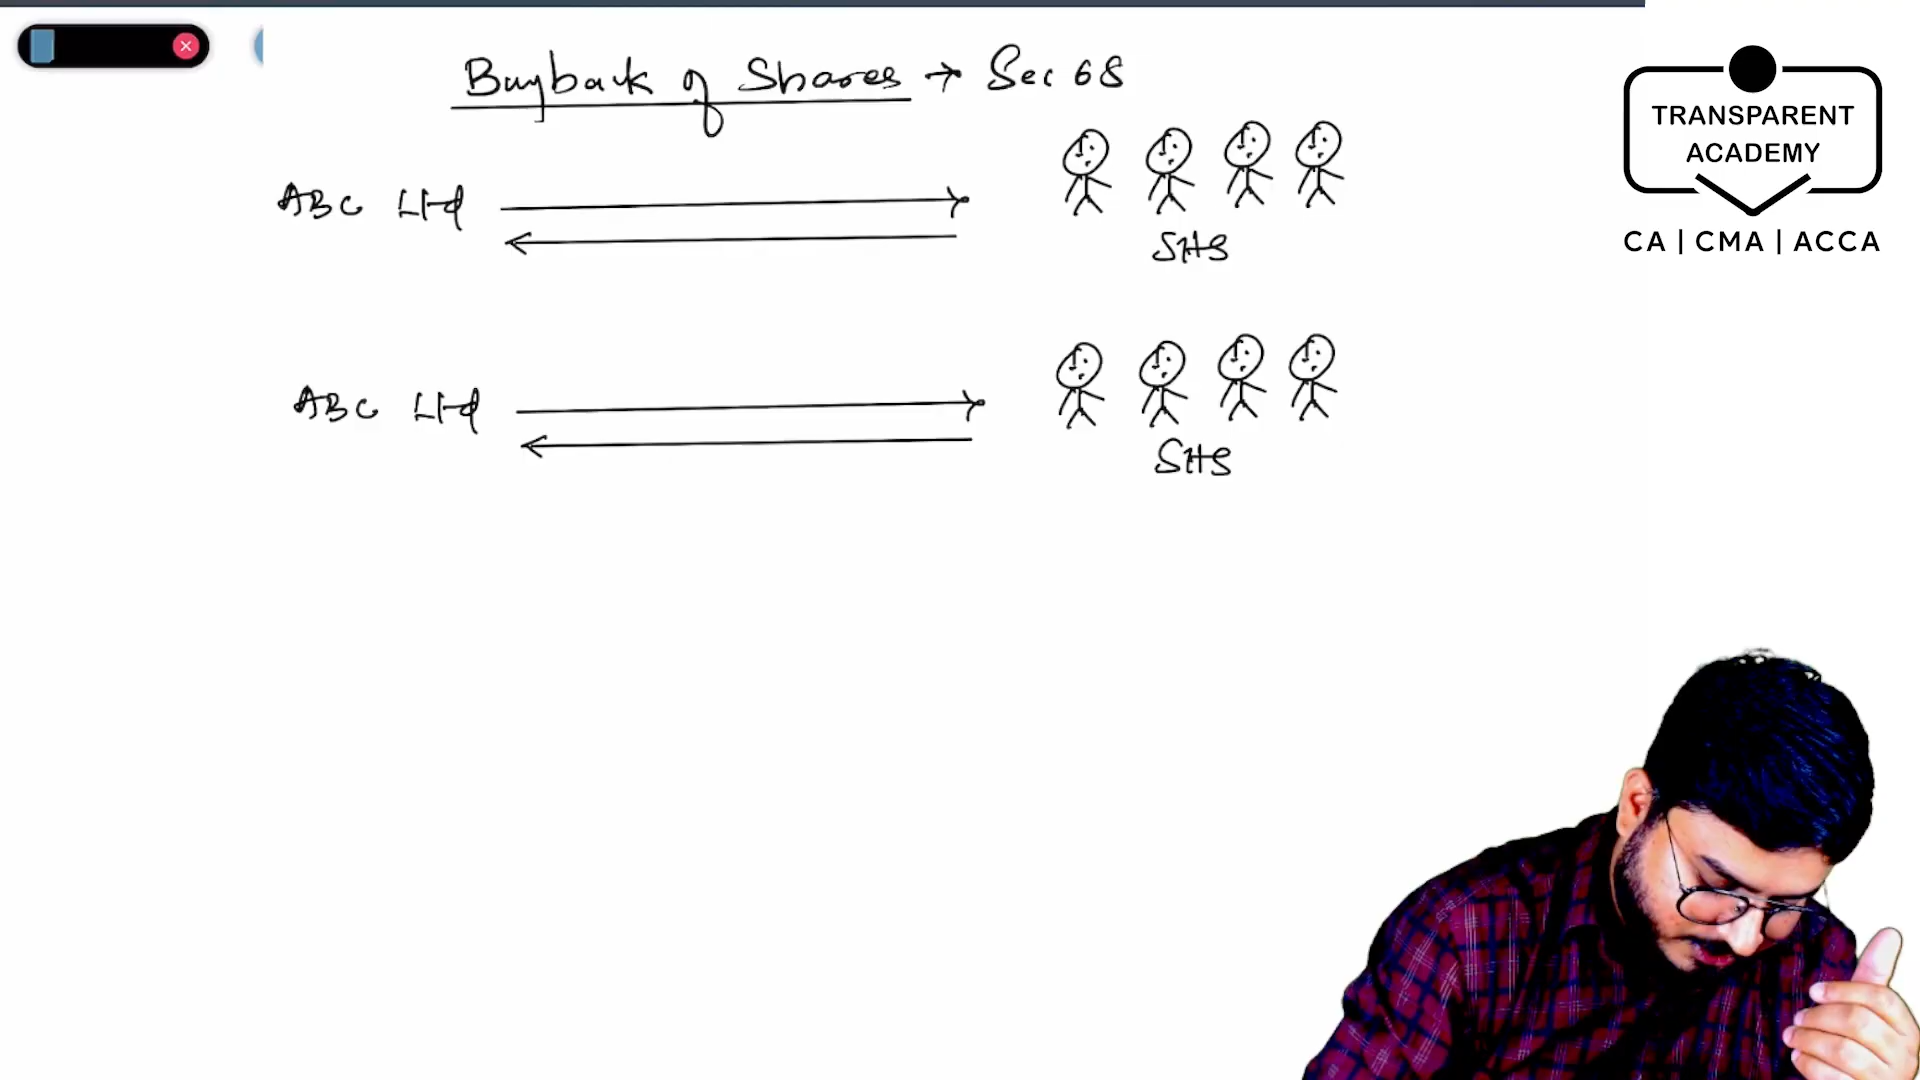 Buyback of Shares → Sec 68
TRANSPARENT
ACADEMY
CA | CMA | ACCA
ABC Ltd
SHS
ABC Ltd
SHS